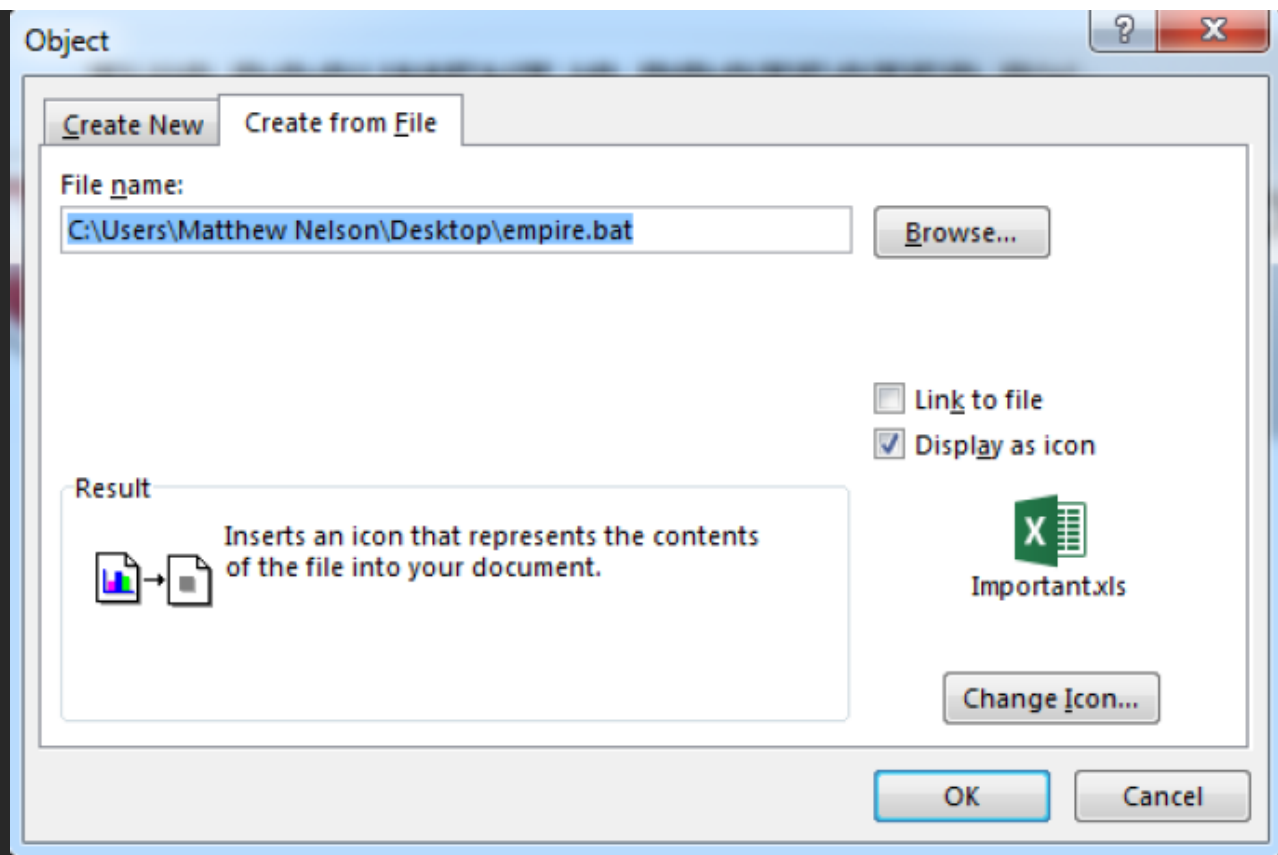 Object
Create New
Create from File
File name:
C:\Users\Matthew Nelson\Desktop\empire.bat
Browse...
Link to file
Display as icon
Result
Inserts an icon that represents the contents
of the file into your document.
X
Important.xls
Change Icon...
OK
Cancel